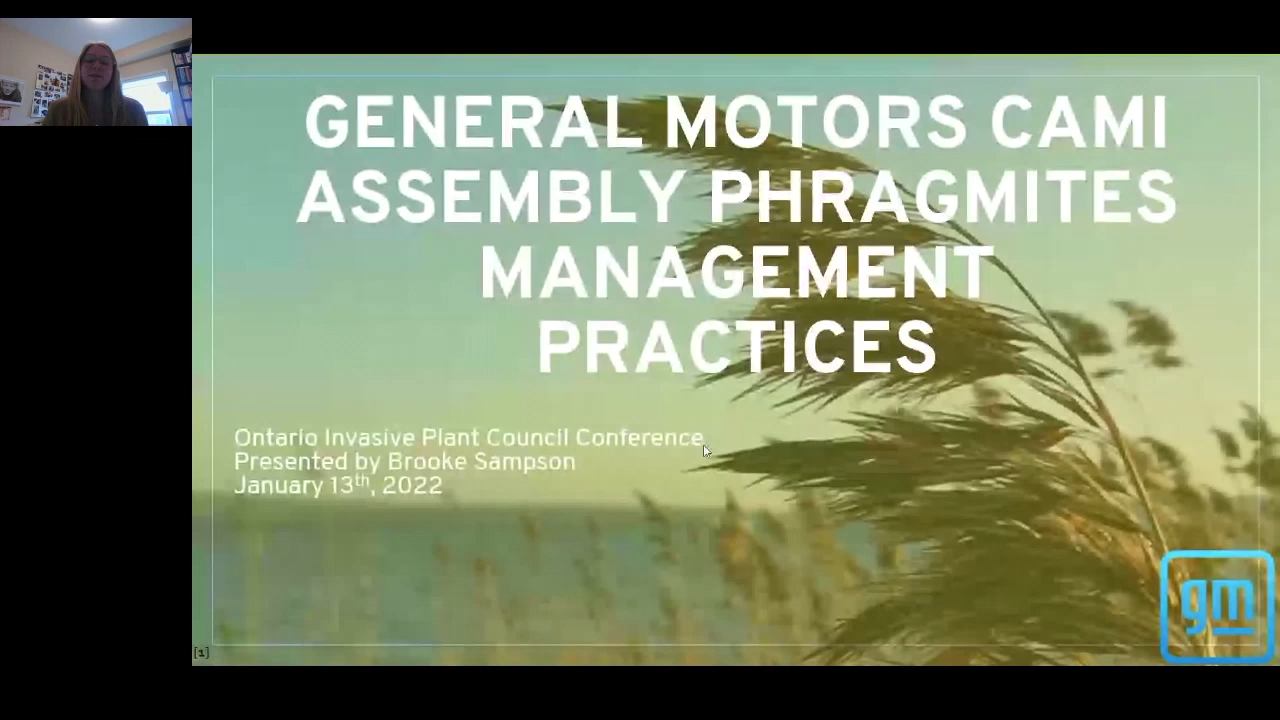 GENERAL MOTORS CAMI
ASSEMBLY PHRAGMITES
MANAGEMENT
PRACTICES
Ontario Invasive Plant Council Conference
Presented by Brooke Sampson
January 13th, 2022
gm
[1]